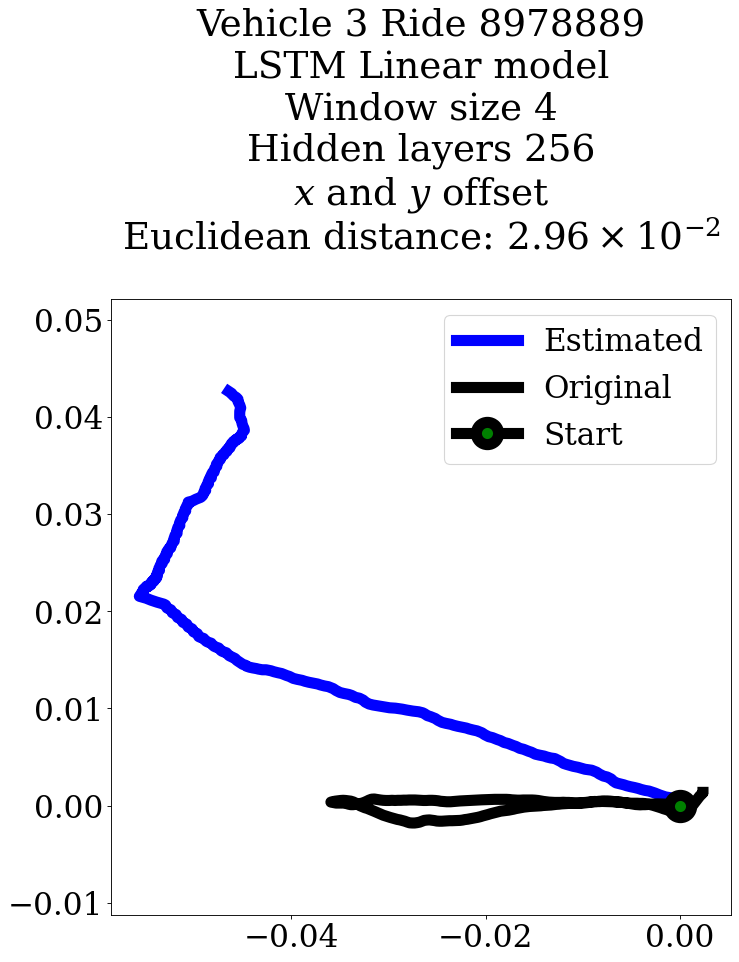 Vehicle 3 Ride 8978889
LSTM Linear model
Window size 4
Hidden layers 256
x and y offset
Euclidean distance: 2.96 × 10⁻²
Estimated
Original
Start
0.05
0.04
0.03
0.02
0.01
0.00
−0.01
−0.04
−0.02
0.00